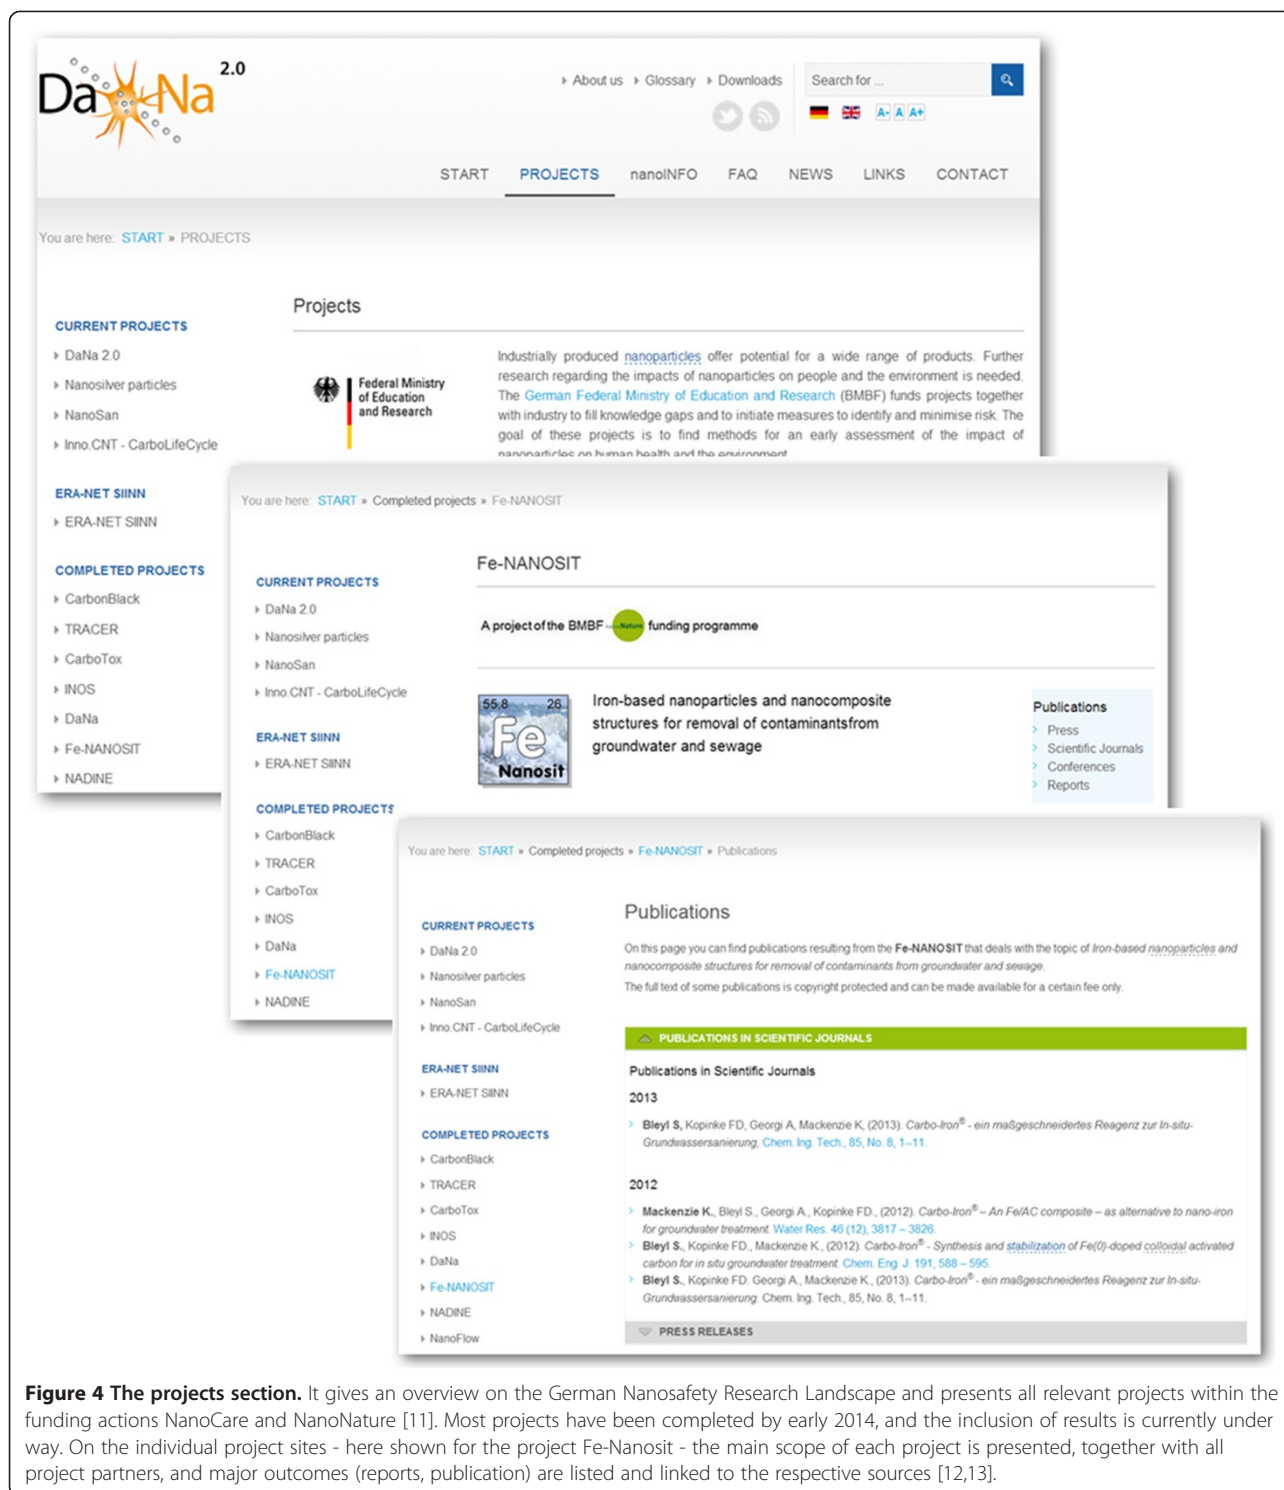 DaNa 2.0
About us Glossary Downloads
Search for ...
A- A A+
START PROJECTS nanoINFO FAQ NEWS LINKS CONTACT
You are here: START » PROJECTS
CURRENT PROJECTS
DaNa 2.0
Nanosilver particles
NanoSan
Inno.CNT - CarboLifeCycle
ERA-NET SIINN
ERA-NET SIINN
COMPLETED PROJECTS
CarbonBlack
TRACER
CarboTox
INOS
DaNa
Fe-NANOSIT
NADINE
Projects
Federal Ministry
of Education
and Research
Industrially produced nanoparticles offer potential for a wide range of products. Further
research regarding the impacts of nanoparticles on people and the environment is needed.
The German Federal Ministry of Education and Research (BMBF) funds projects together
with industry to fill knowledge gaps and to initiate measures to identify and minimise risk. The
goal of these projects is to find methods for an early assessment of the impact of
nanoparticles on human health and the environment
You are here: START » Completed projects » Fe-NANOSIT
CURRENT PROJECTS
DaNa 2.0
Nanosilver particles
NanoSan
Inno.CNT - CarboLifeCycle
ERA-NET SIINN
ERA-NET SIINN
COMPLETED PROJECTS
CarbonBlack
TRACER
CarboTox
INOS
DaNa
Fe-NANOSIT
NADINE
Fe-NANOSIT
A project of the BMBF Nature funding programme
55.8 26
Fe
Nanosit
Iron-based nanoparticles and nanocomposite
structures for removal of contaminantsfrom
groundwater and sewage
Publications
Press
Scientific Journals
Conferences
Reports
You are here: START » Completed projects » Fe-NANOSIT » Publications
CURRENT PROJECTS
DaNa 2.0
Nanosilver particles
NanoSan
Inno.CNT - CarboLifeCycle
ERA-NET SIINN
ERA-NET SIINN
COMPLETED PROJECTS
CarbonBlack
TRACER
CarboTox
INOS
DaNa
Fe-NANOSIT
NADINE
NanoFlow
Publications
On this page you can find publications resulting from the Fe-NANOSIT that deals with the topic of Iron-based nanoparticles and
nanocomposite structures for removal of contaminants from groundwater and sewage.
The full text of some publications is copyright protected and can be made available for a certain fee only.
PUBLICATIONS IN SCIENTIFIC JOURNALS
Publications in Scientific Journals
2013
Bleyl S, Kopinke FD, Georgi A, Mackenzie K, (2013). Carbo-Iron® - ein maßgeschneidertes Reagenz zur In-situ-
Grundwassersanierung, Chem. Ing. Tech., 85, No. 8, 1–11.
2012
Mackenzie K., Bleyl S., Georgi A., Kopinke FD., (2012). Carbo-Iron® – An Fe/AC composite – as alternative to nano-iron
for groundwater treatment. Water Res. 46 (12), 3817 – 3826.
Bleyl S., Kopinke FD., Mackenzie K., (2012). Carbo-Iron® - Synthesis and stabilization of Fe(0)-doped colloidal activated
carbon for in situ groundwater treatment. Chem. Eng. J. 191, 588 – 595.
Bleyl S., Kopinke FD. Georgi A., Mackenzie K., (2013). Carbo-Iron® - ein maßgeschneidertes Reagenz zur In-situ-
Grundwassersanierung. Chem. Ing. Tech., 85, No. 8, 1–11.
PRESS RELEASES
Figure 4 The projects section. It gives an overview on the German Nanosafety Research Landscape and presents all relevant projects within the
funding actions NanoCare and NanoNature [11]. Most projects have been completed by early 2014, and the inclusion of results is currently under
way. On the individual project sites - here shown for the project Fe-Nanosit - the main scope of each project is presented, together with all
project partners, and major outcomes (reports, publication) are listed and linked to the respective sources [12,13].